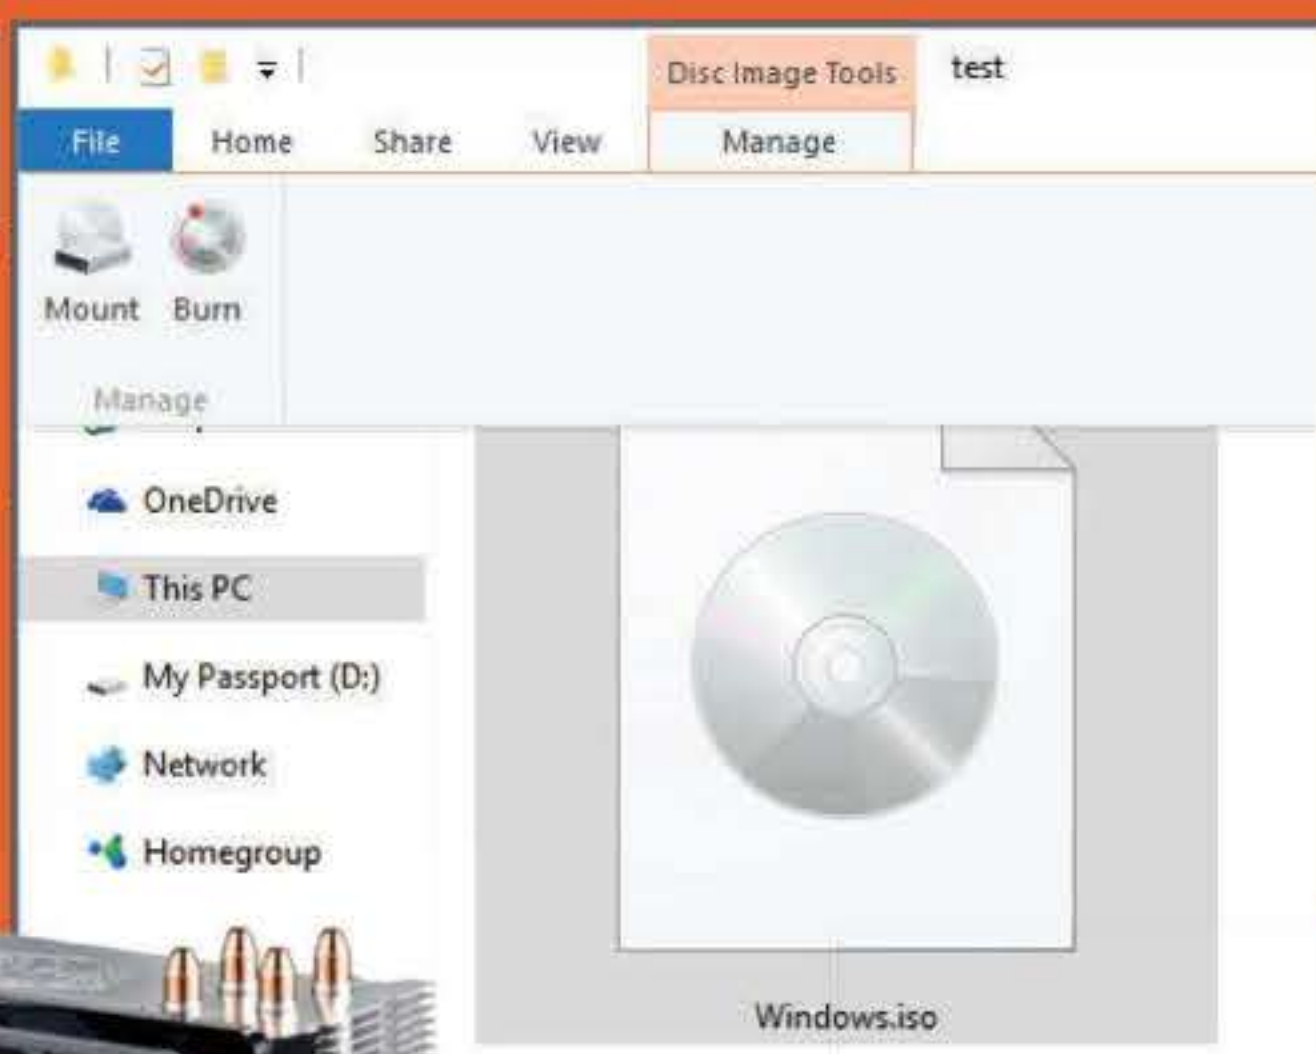 Disc Image Tools
test
File
Home
Share
View
Manage
Mount
Burn
Manage
OneDrive
This PC
My Passport (D:)
Network
Homegroup
Windows.iso